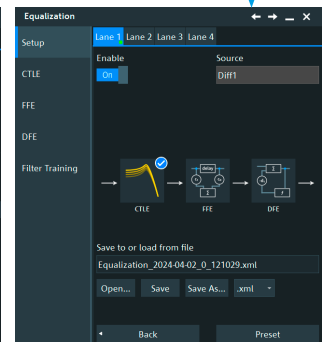 Equalization
Setup
CTLE
FFE
DFE
Filter Training
Lane 1 Lane 2 Lane 3 Lane 4
Enable Source
On Diff1
delay
CTLE FFE DFE
Save to or load from file
Equalization_2024-04-02_0_121029.xml
Open... Save Save As... .xml
Back Preset